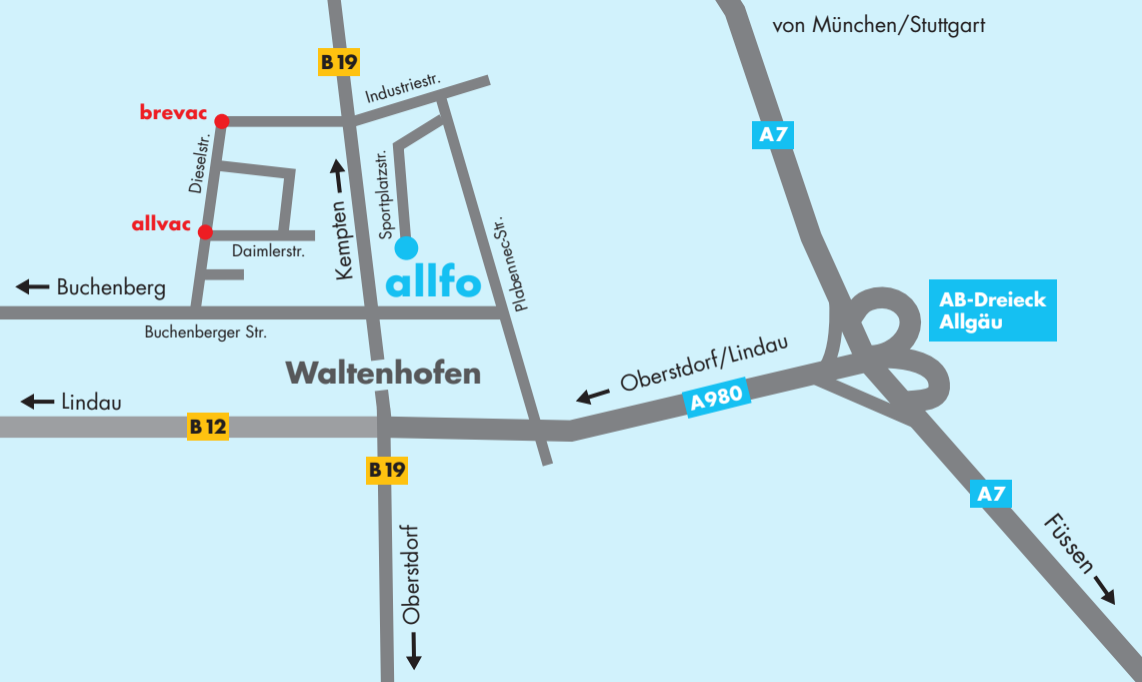 von München/Stuttgart
B 19
Industriestr.
brevac
A7
Dieselstr.
Sportplatzstr.
Kempten
allvac
Daimlerstr.
Plabennec-Str.
allfo
Buchenberg
AB-Dreieck
Allgäu
Buchenberger Str.
Oberstdorf/Lindau
Waltenhofen
A980
Lindau
B 12
B 19
A7
Füssen
Oberstdorf